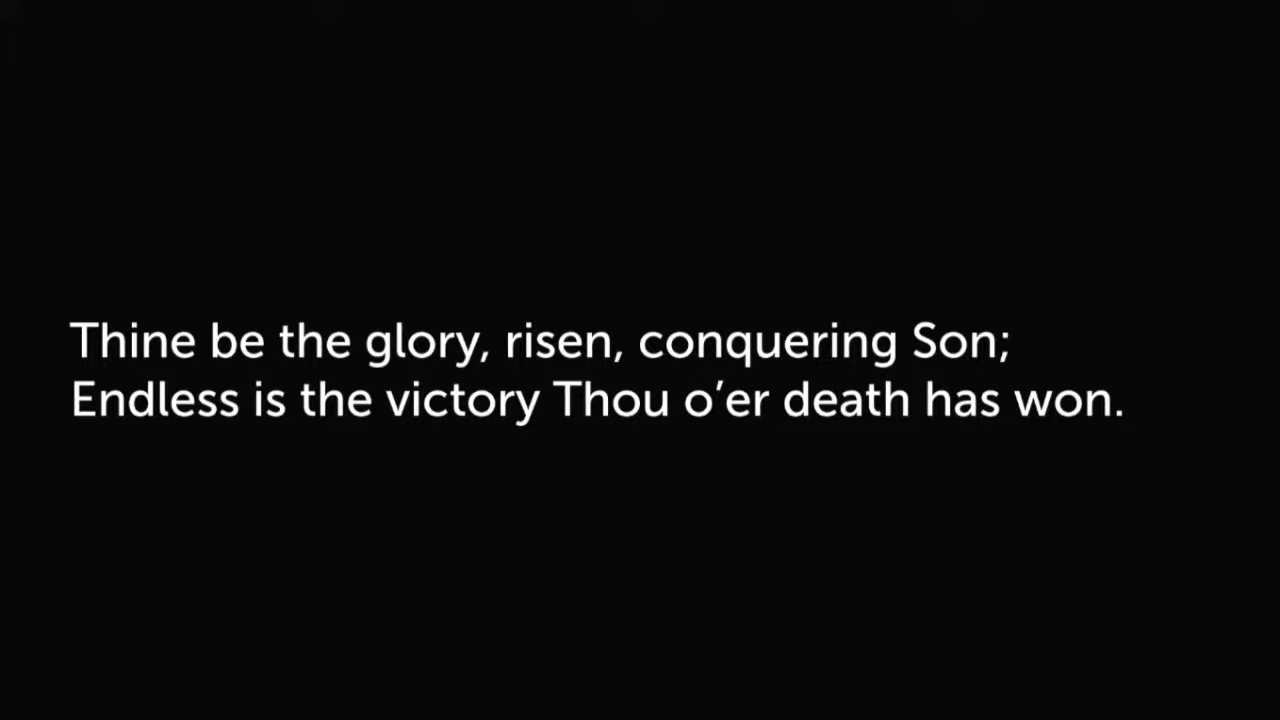 Thine be the glory, risen, conquering Son;
Endless is the victory Thou o’er death has won.